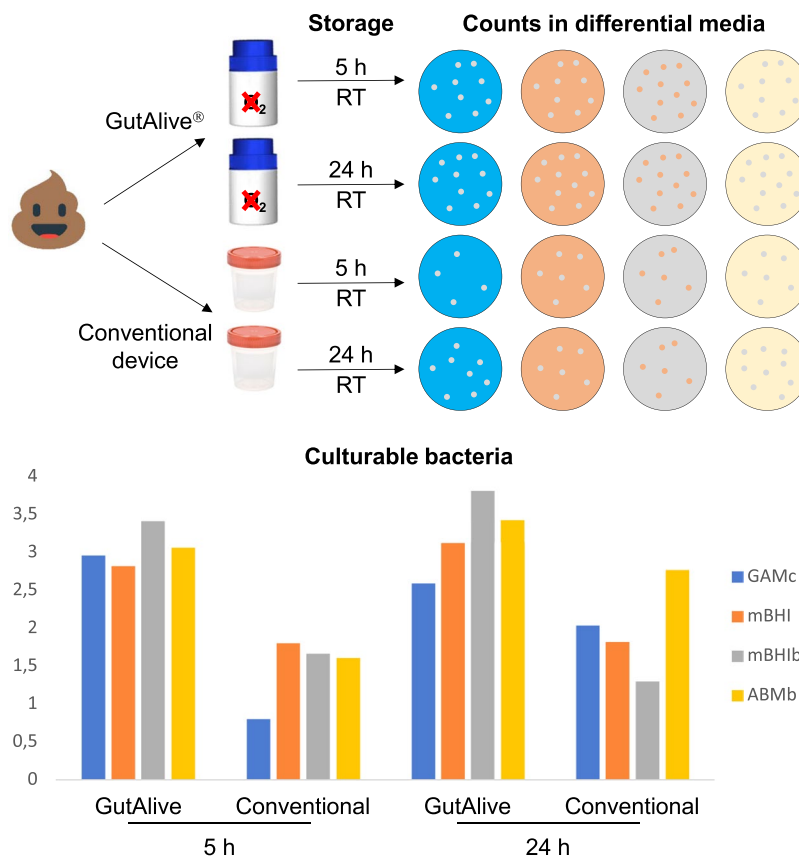 Storage
Counts in differential media
GutAlive®
O2
5 h
RT
O2
24 h
RT
5 h
RT
Conventional
device
24 h
RT
Culturable bacteria
4
3,5
3
2,5
2
1,5
1
0,5
0
GAMc
mBHI
mBHIb
ABMb
GutAlive
Conventional
GutAlive
Conventional
5 h
24 h